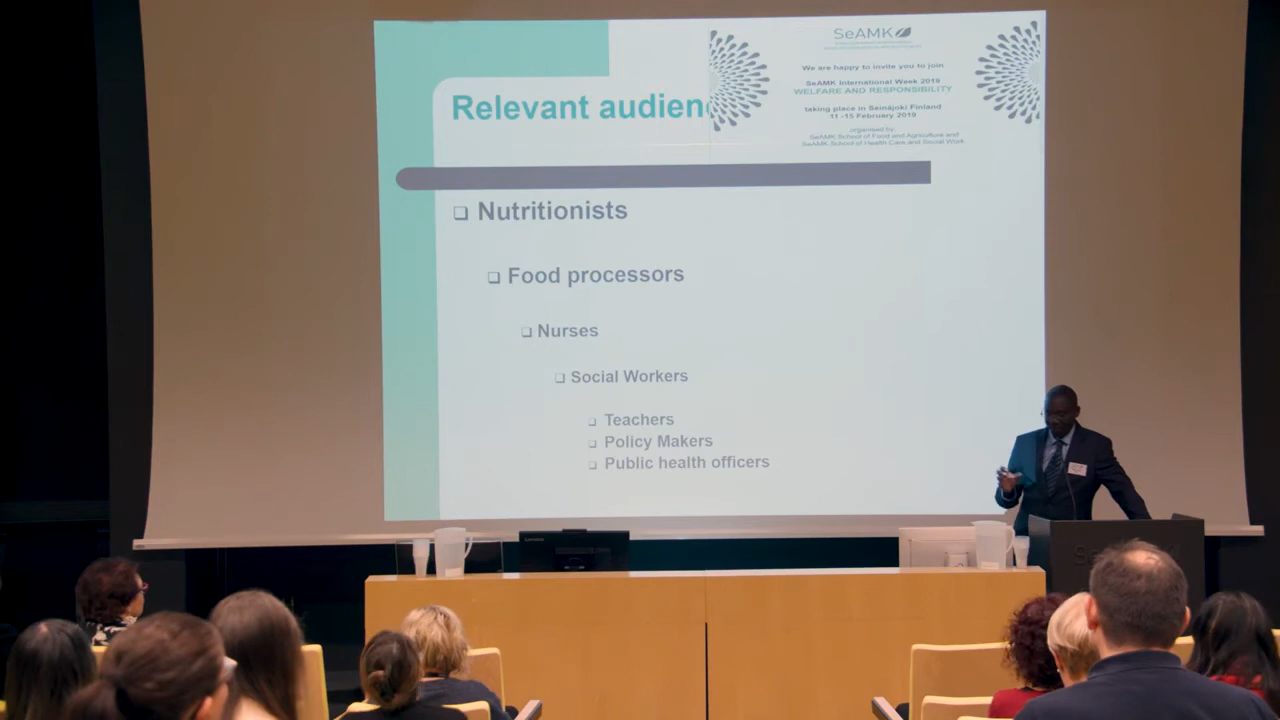 SeAMK
We are happy to invite you to join
SeAMK International Week 2019
WELFARE AND RESPONSIBILITY
taking place in Seinäjoki Finland
11 -15 February 2019
organised by
SeAMK School of Food and Agriculture and
SeAMK School of Health Care and Social Work
Relevant audien
❑ Nutritionists
❑ Food processors
❑ Nurses
❑ Social Workers
❑ Teachers
❑ Policy Makers
❑ Public health officers
Lenovo
SeAMK